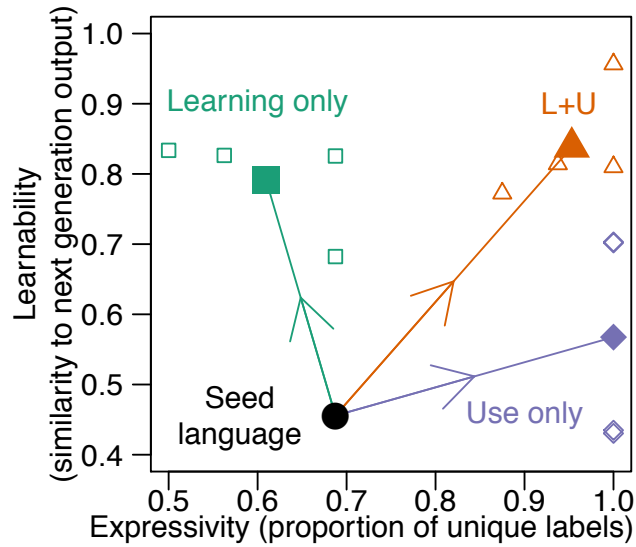 Learnability
(similarity to next generation output)
1.0
0.9
0.8
0.7
0.6
0.5
0.4
Learning only
L+U
Seed
language
Use only
0.5
0.6
0.7
0.8
0.9
1.0
Expressivity (proportion of unique labels)